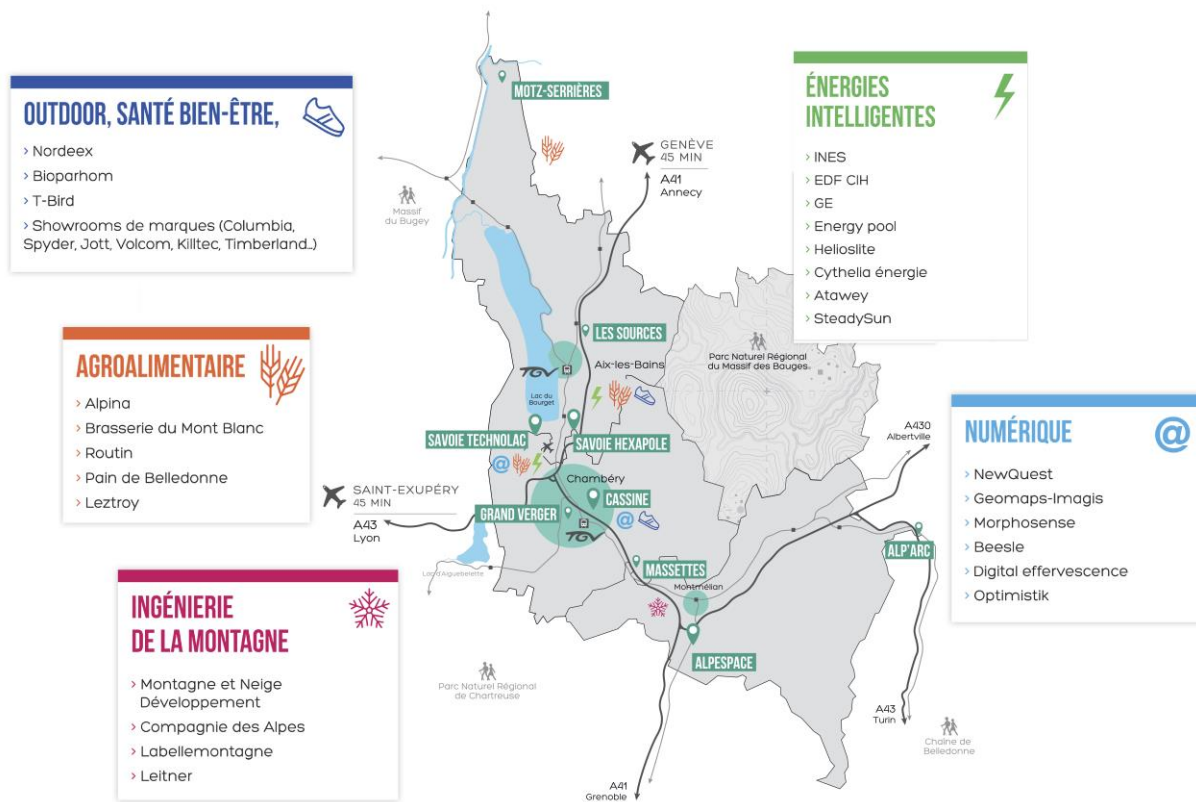 OUTDOOR, SANTÉ BIEN-ÊTRE,
> Nordeex
> Bioparhom
> T-Bird
> Showrooms de marques (Columbia,
Spyder, Jott, Volcom, Killtec, Timberland...)
AGROALIMENTAIRE
> Alpina
> Brasserie du Mont Blanc
> Routin
> Pain de Belledonne
> Leztroy
INGÉNIERIE
DE LA MONTAGNE
> Montagne et Neige
Développement
> Compagnie des Alpes
> Labellemontagne
> Leitner
MOTZ-SERRIÈRES
GENÈVE
45 MIN
A41
Annecy
Massif
du Bugey
LES SOURCES
TGV
Aix-les-Bains
Lac du
Bourget
Parc Naturel Régional
du Massif des Bauges
SAVOIE TECHNOLAC
SAVOIE HEXAPOLE
@
Chambéry
SAINT-EXUPÉRY
45 MIN
A43
Lyon
CASSINE
GRAND VERGER
@
TGV
Lac d'Aiguebelette
MASSETTES
Montmélian
ALPESPACE
Parc Naturel Régional
de Chartreuse
A41
Grenoble
A430
Albertville
ALP'ARC
A43
Turin
Chaîne de
Belledonne
ÉNERGIES
INTELLIGENTES
> INES
> EDF CIH
> GE
> Energy pool
> Helioslite
> Cythelia énergie
> Atawey
> SteadySun
NUMÉRIQUE
@
> NewQuest
> Geomaps-Imagis
> Morphosense
> Beesle
> Digital effervescence
> Optimistik